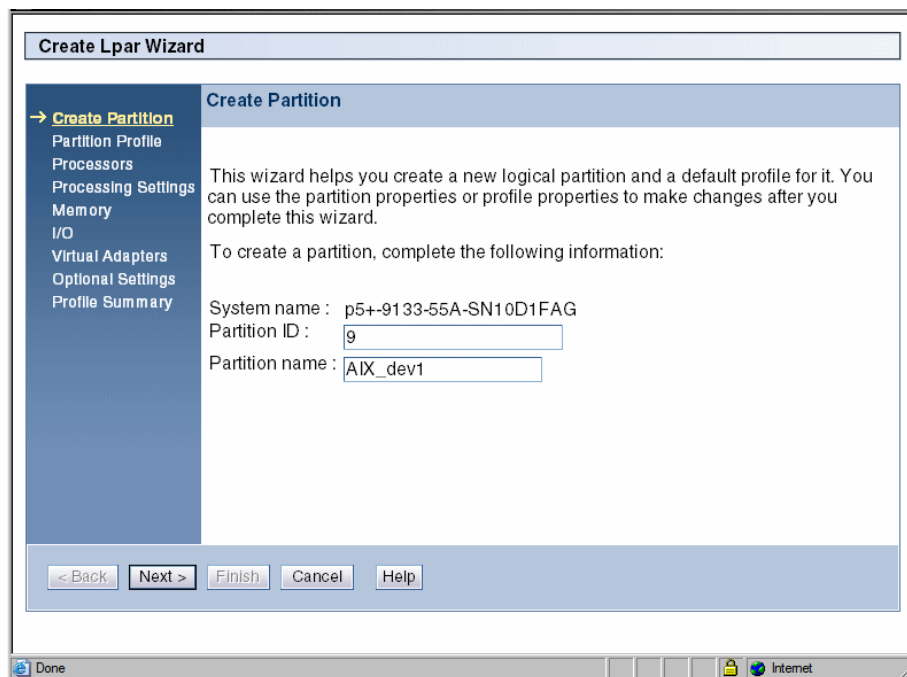 Create Lpar Wizard
→ Create Partition
Partition Profile
Processors
Processing Settings
Memory
I/O
Virtual Adapters
Optional Settings
Profile Summary
Create Partition
This wizard helps you create a new logical partition and a default profile for it. You
can use the partition properties or profile properties to make changes after you
complete this wizard.
To create a partition, complete the following information:
System name : p5+-9133-55A-SN10D1FAG
Partition ID : 9
Partition name : AIX_dev1
< Back Next > Finish Cancel Help
Done Internet